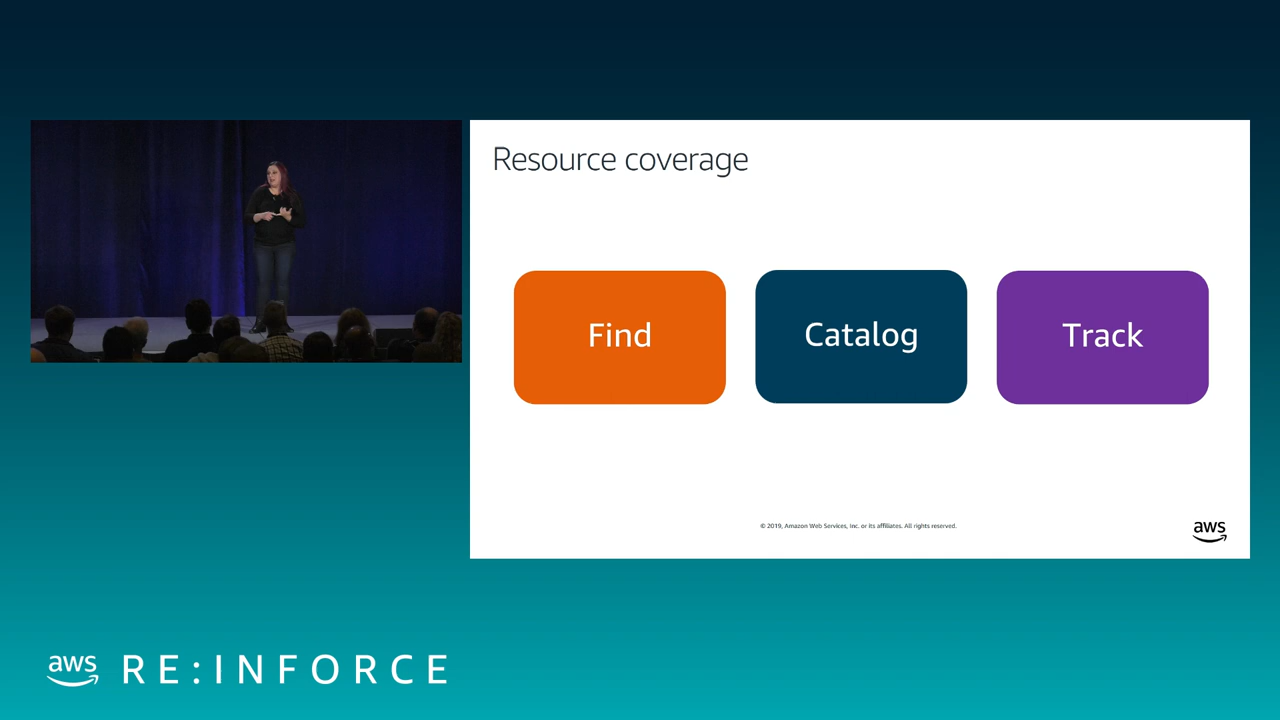 Resource coverage
Find
Catalog
Track
© 2019, Amazon Web Services, Inc. or its affiliates. All rights reserved.
aws
aws RE:INFORCE